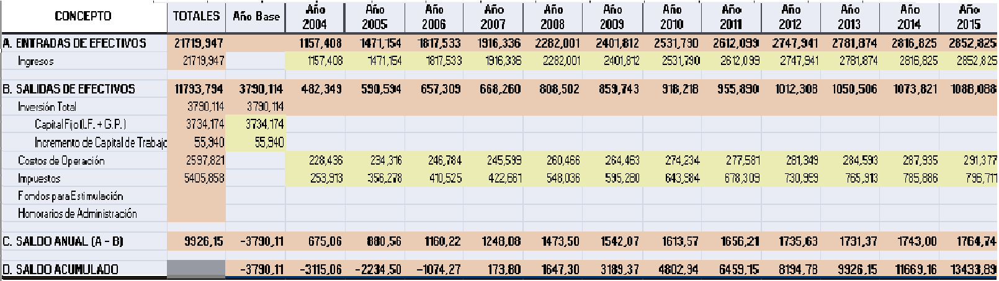 CONCEPTO TOTALES Año Base Año 2004 Año 2005 Año 2006 Año 2007 Año 2008 Año 2009 Año 2010 Año 2011 Año 2012 Año 2013 Año 2014 Año 2015
A. ENTRADAS DE EFECTIVOS 21719,947 1157,408 1471,154 1817,533 1916,336 2282,001 2401,812 2531,790 2612,099 2747,941 2781,874 2816,825 2852,825
Ingresos 21719,947 1157,408 1471,154 1817,533 1916,336 2282,001 2401,812 2531,790 2612,099 2747,941 2781,874 2816,825 2852,825
B. SALIDAS DE EFECTIVOS 11793,794 3790,114 482,349 590,594 657,309 668,260 808,502 859,743 918,218 955,890 1012,308 1050,506 1073,821 1088,088
Inversión Total 3790,114 3790,114
Capital Fijo (I.F. + G.P.) 3734,174 3734,174
Incremento de Capital de Trabajo 55,940 55,940
Costos de Operación 2597,821 228,436 234,316 246,784 245,599 260,466 264,463 274,234 277,581 281,349 284,593 287,935 291,377
Impuestos 5405,858 253,913 356,278 410,525 422,661 548,036 595,280 643,984 678,309 730,959 765,913 785,886 796,711
Fondos para Estimulación
Honorarios de Administración
C. SALDO ANUAL (A - B) 9926,15 -3790,11 675,06 880,56 1160,22 1248,08 1473,50 1542,07 1613,57 1656,21 1735,63 1731,37 1743,00 1764,74
D. SALDO ACUMULADO -3790,11 -3115,06 -2234,50 -1074,27 173,80 1647,30 3189,37 4802,94 6459,15 8194,78 9926,15 11669,16 13433,89